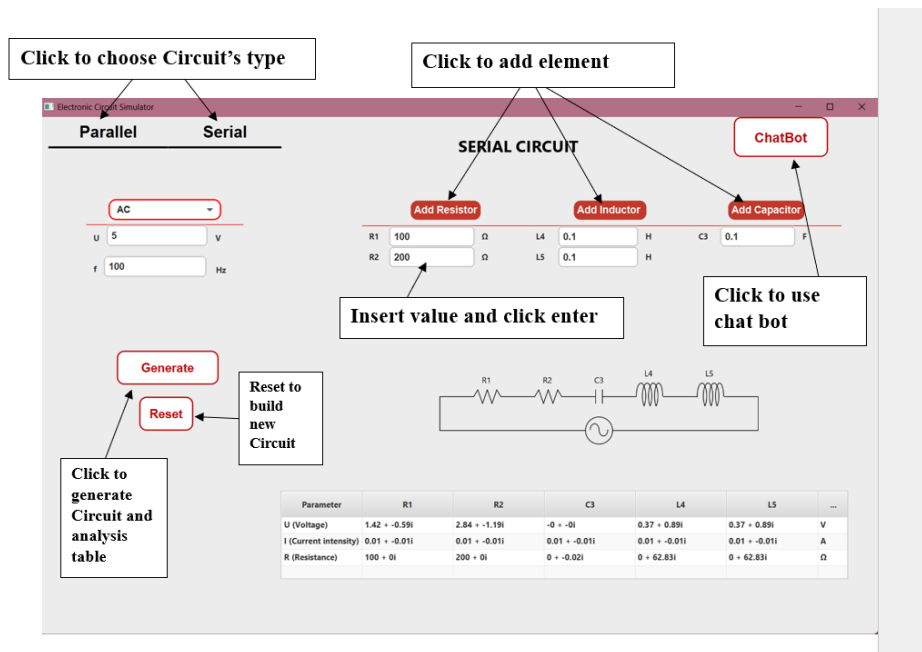 Click to choose Circuit's type
Click to add element
Electronic Circuit Simulator
Parallel Serial
SERIAL CIRCUIT
ChatBot
AC
U 5 V
f 100 Hz
Add Resistor Add Inductor Add Capacitor
R1 100 Ω L4 0.1 H C3 0.1 F
R2 200 Ω L5 0.1 H
Insert value and click enter
Click to use
chat bot
Generate
Reset
Reset to
build
new
Circuit
Click to
generate
Circuit and
analysis
table
R1 R2 C3 L4 L5
Parameter R1 R2 C3 L4 L5 ...
U (Voltage) 1.42 + -0.59i 2.84 + -1.19i -0 + -0i 0.37 + 0.89i 0.37 + 0.89i V
I (Current intensity) 0.01 + -0.01i 0.01 + -0.01i 0.01 + -0.01i 0.01 + -0.01i 0.01 + -0.01i A
R (Resistance) 100 + 0i 200 + 0i 0 + -0.02i 0 + 62.83i 0 + 62.83i Ω